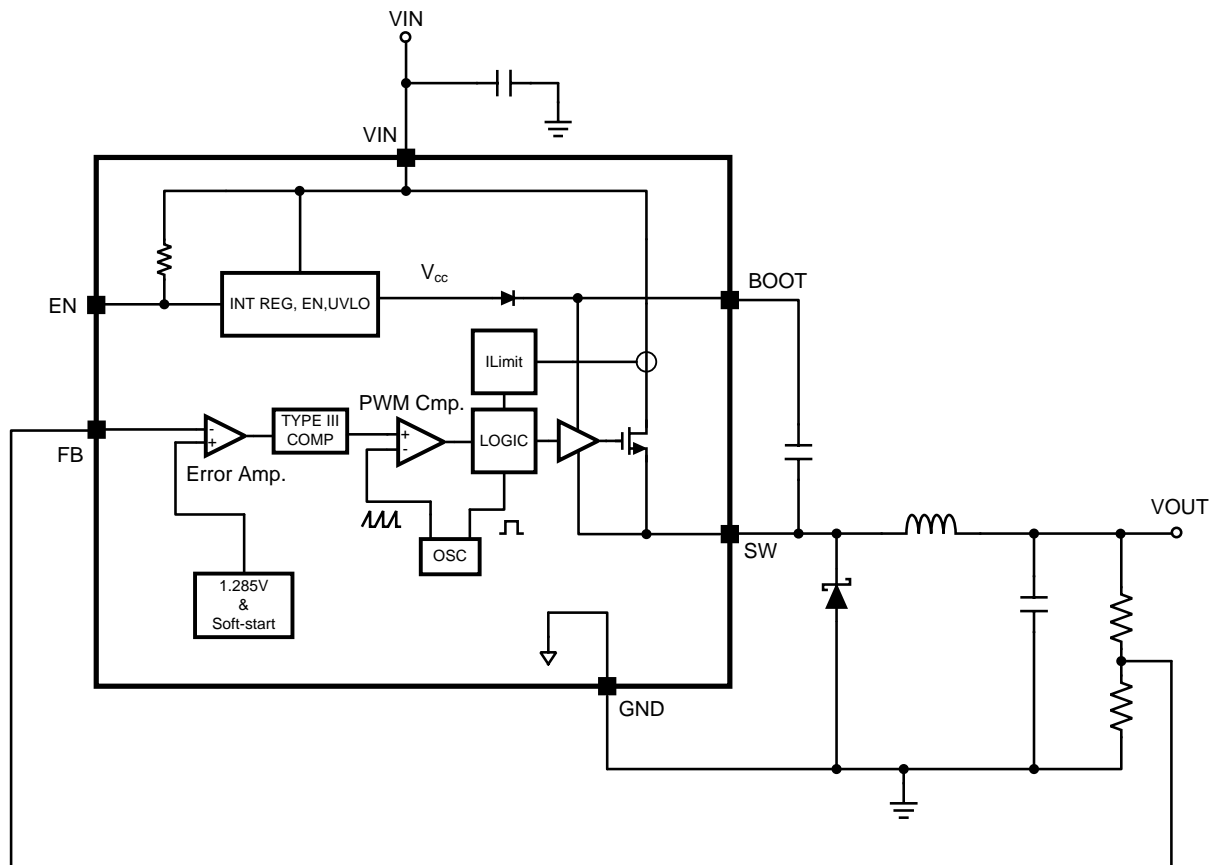 VIN
VIN
V
cc
BOOT
EN
INT REG, EN,UVLO
ILimit
PWM Cmp.
FB
-
+
TYPE III
COMP
+
-
LOGIC
Error Amp.
OSC
SW
VOUT
1.285V
&
Soft-start
GND